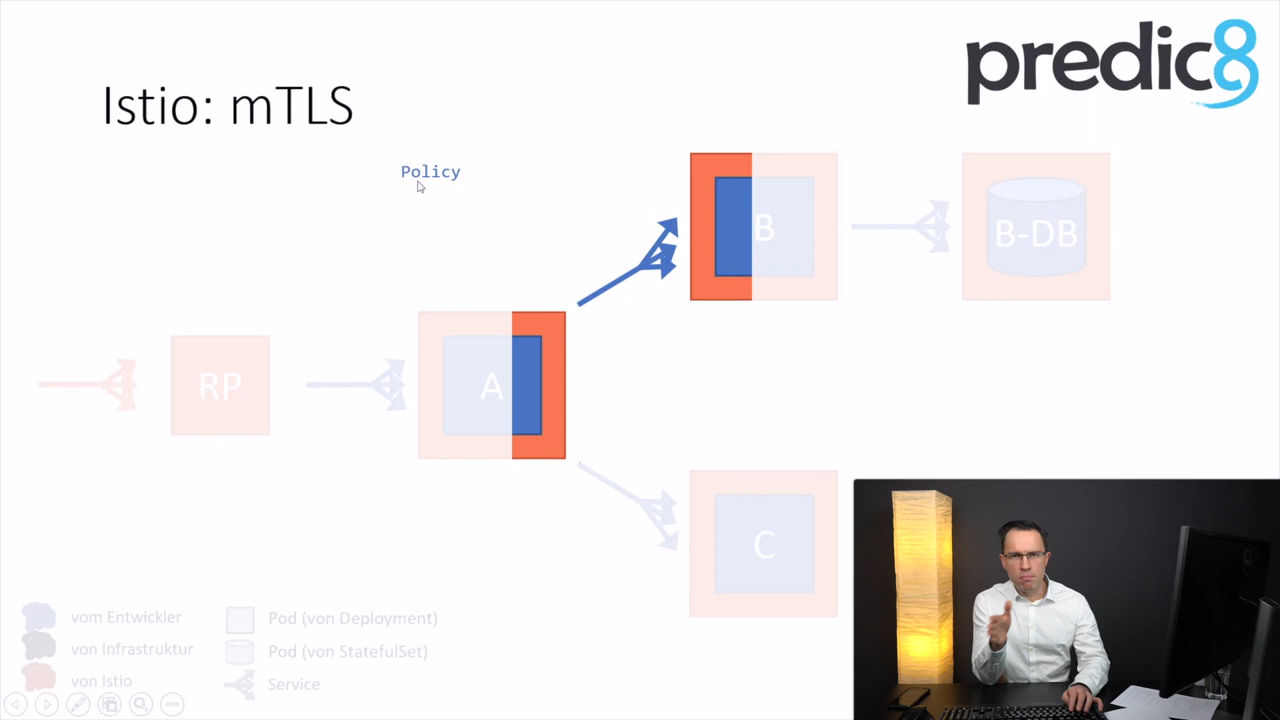 predic8
Istio: mTLS
Policy
B
B-DB
RP
A
C
vom Entwickler
von Infrastruktur
von Istio
Pod (von Deployment)
Pod (von StatefulSet)
Service